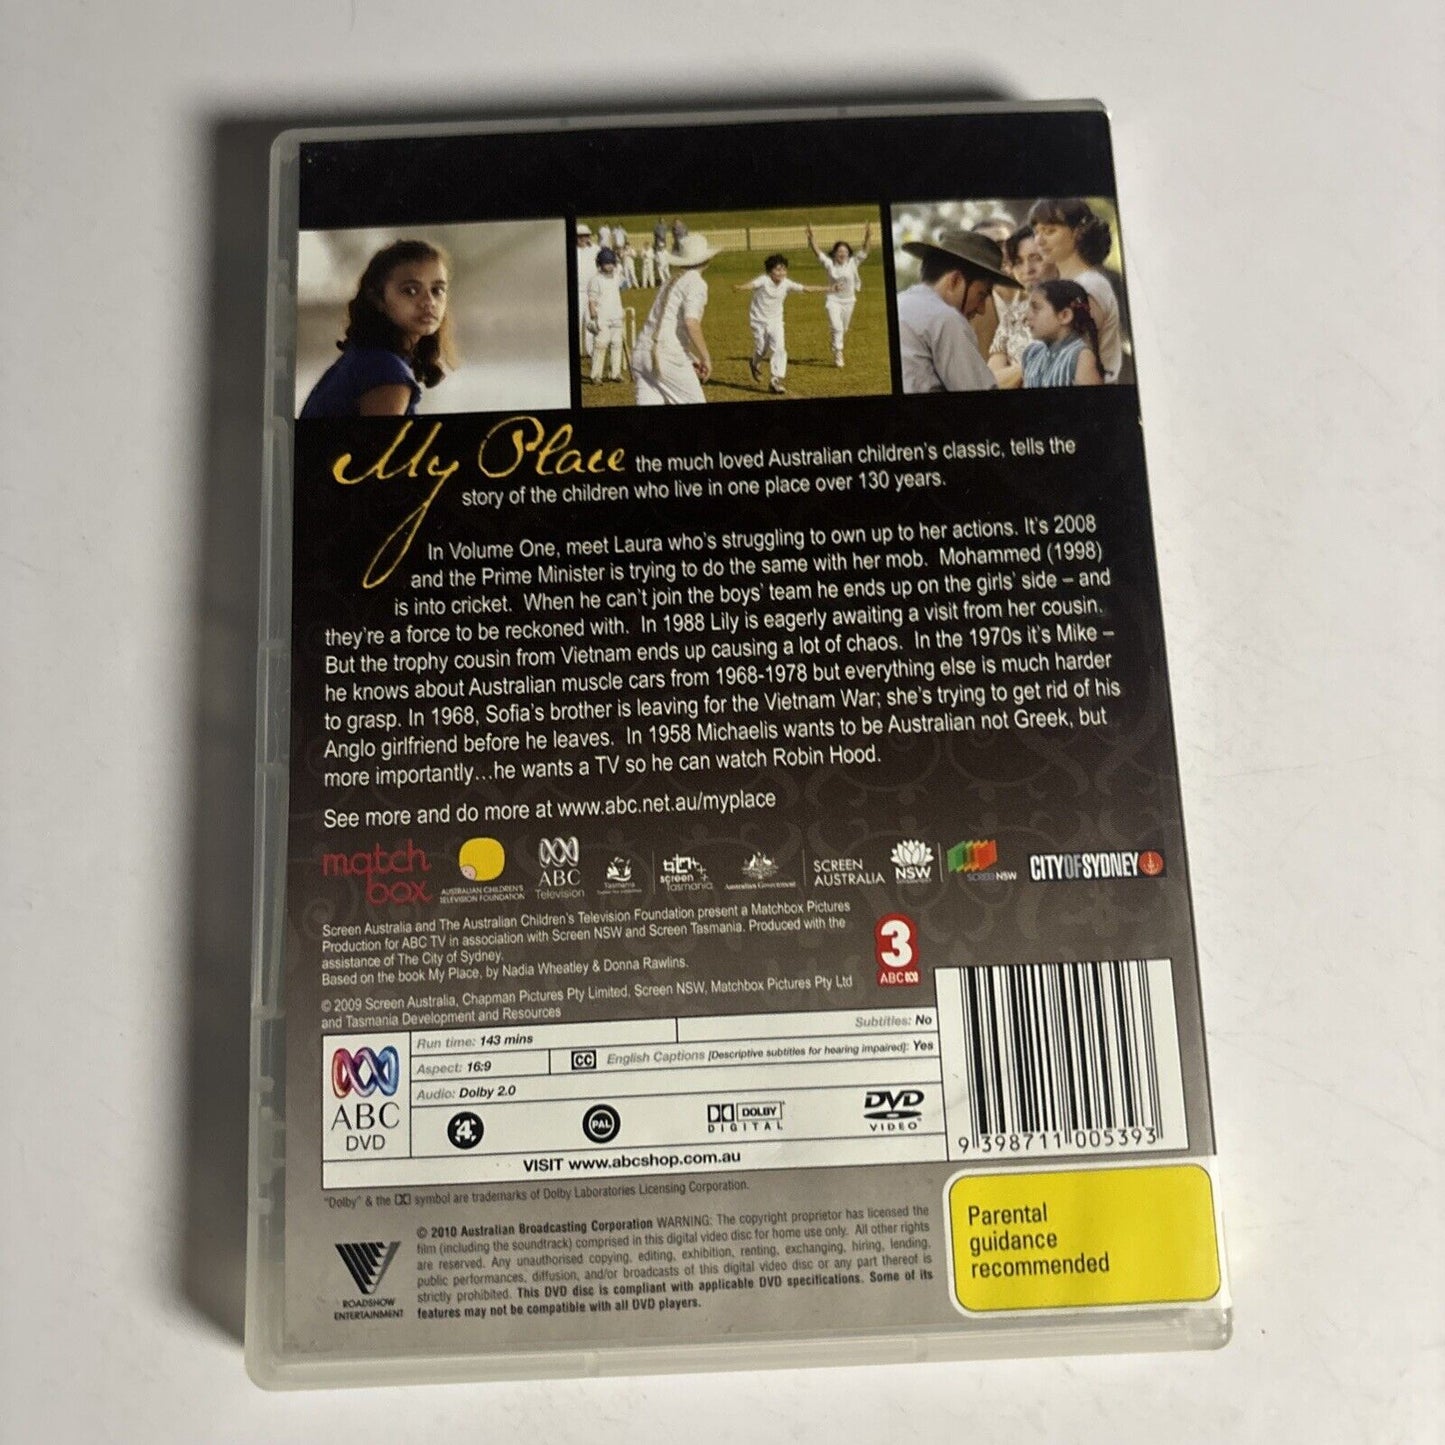 My Place the much loved Australian children's classic, tells the
story of the children who live in one place over 130 years.
In Volume One, meet Laura who's struggling to own up to her actions. It's 2008
and the Prime Minister is trying to do the same with her mob. Mohammed (1998)
is into cricket. When he can't join the boys' team he ends up on the girls' side – and
they're a force to be reckoned with. In 1988 Lily is eagerly awaiting a visit from her cousin.
But the trophy cousin from Vietnam ends up causing a lot of chaos. In the 1970s it's Mike –
he knows about Australian muscle cars from 1968-1978 but everything else is much harder
to grasp. In 1968, Sofia's brother is leaving for the Vietnam War; she's trying to get rid of his
Anglo girlfriend before he leaves. In 1958 Michaelis wants to be Australian not Greek, but
more importantly...he wants a TV so he can watch Robin Hood.
See more and do more at www.abc.net.au/myplace
match
box
AUSTRALIAN CHILDREN'S
TELEVISION FOUNDATION
ABC
Television
Tasmania
screen
tasmania
Australian Government
SCREEN
AUSTRALIA
NSW
SCREEN NSW
CITY OF SYDNEY
Screen Australia and The Australian Children's Television Foundation present a Matchbox Pictures
Production for ABC TV in association with Screen NSW and Screen Tasmania. Produced with the
assistance of The City of Sydney.
Based on the book My Place, by Nadia Wheatley & Donna Rawlins.
© 2009 Screen Australia, Chapman Pictures Pty Limited, Screen NSW, Matchbox Pictures Pty Ltd
and Tasmania Development and Resources
3
ABC
ABC
DVD
Run time: 143 mins
Subtitles: No
Aspect: 16:9
CC English Captions [Descriptive subtitles for hearing impaired]: Yes
Audio: Dolby 2.0
4
PAL
DOLBY
DIGITAL
DVD
VIDEO
VISIT www.abcshop.com.au
9 398711 005393
"Dolby" & the DD symbol are trademarks of Dolby Laboratories Licensing Corporation.
ROADSHOW
ENTERTAINMENT
© 2010 Australian Broadcasting Corporation WARNING: The copyright proprietor has licensed the
film (including the soundtrack) comprised in this digital video disc for home use only. All other rights
are reserved. Any unauthorised copying, editing, exhibition, renting, exchanging, hiring, lending,
public performances, diffusion, and/or broadcasts of this digital video disc or any part thereof is
strictly prohibited. This DVD disc is compliant with applicable DVD specifications. Some of its
features may not be compatible with all DVD players.
Parental
guidance
recommended